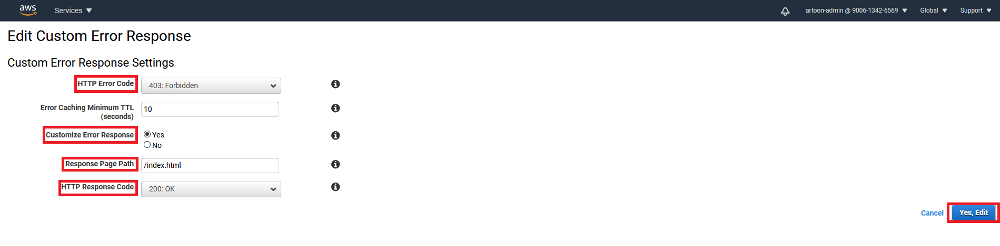 aws Services artoon-admin @ 9006-1342-6569 Global Support
Edit Custom Error Response
Custom Error Response Settings
HTTP Error Code 403: Forbidden
Error Caching Minimum TTL
(seconds) 10
Customize Error Response Yes
No
Response Page Path /index.html
HTTP Response Code 200: OK
Cancel Yes, Edit